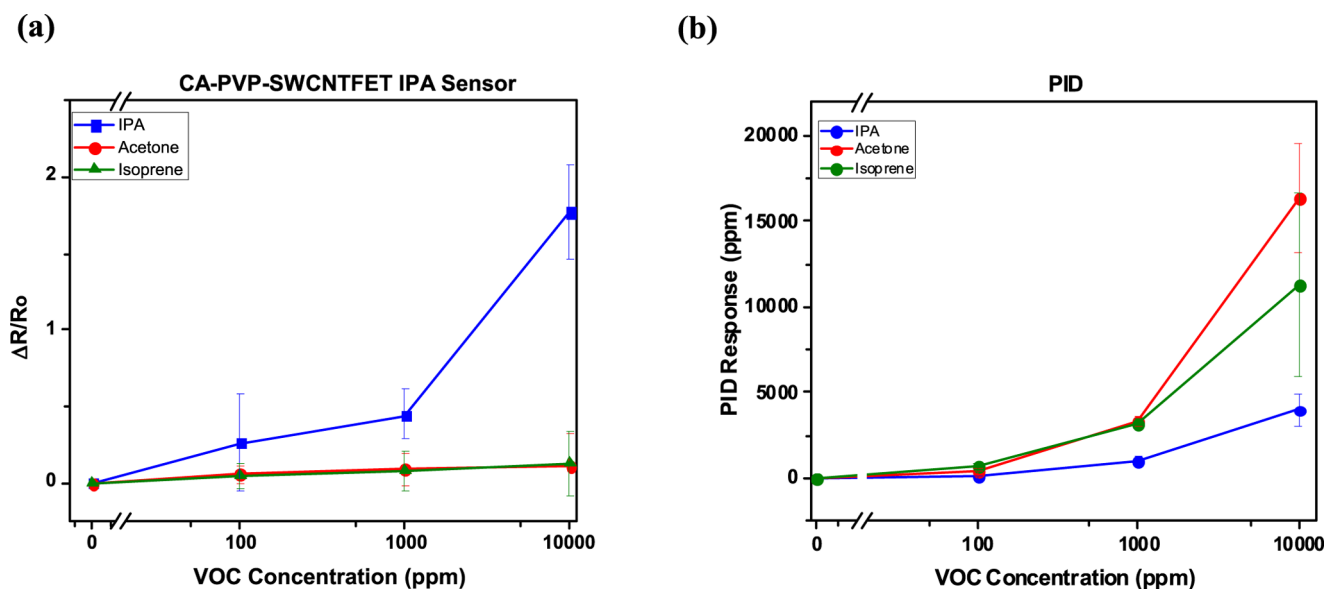 (a)
CA-PVP-SWCNTFET IPA Sensor
IPA
Acetone
Isoprene
2
1
0
ΔR/Ro
0
100
1000
10000
VOC Concentration (ppm)
(b)
PID
IPA
Acetone
Isoprene
20000
15000
10000
5000
0
PID Response (ppm)
0
100
1000
10000
VOC Concentration (ppm)